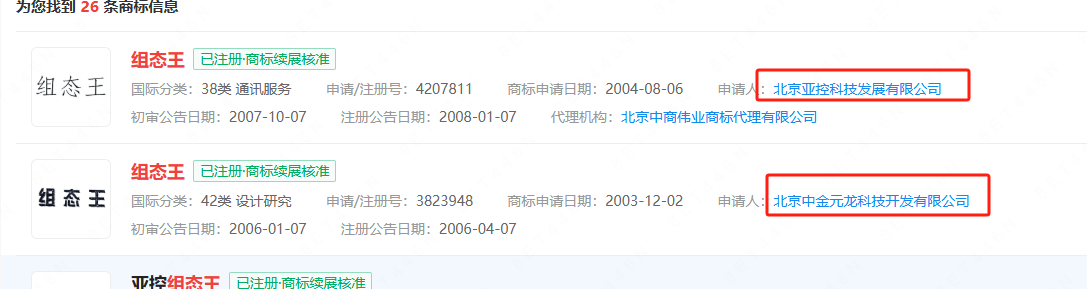 为您找到 26 条商标信息
组态王
组态王 已注册·商标续展核准
国际分类：38类 通讯服务 申请/注册号：4207811 商标申请日期：2004-08-06 申请人：北京亚控科技发展有限公司
初审公告日期：2007-10-07 注册公告日期：2008-01-07 代理机构：北京中商伟业商标代理有限公司
组态王
组态王 已注册·商标续展核准
国际分类：42类 设计研究 申请/注册号：3823948 商标申请日期：2003-12-02 申请人：北京中金元龙科技开发有限公司
初审公告日期：2006-01-07 注册公告日期：2006-04-07
亚控组态王 已注册·商标续展核准